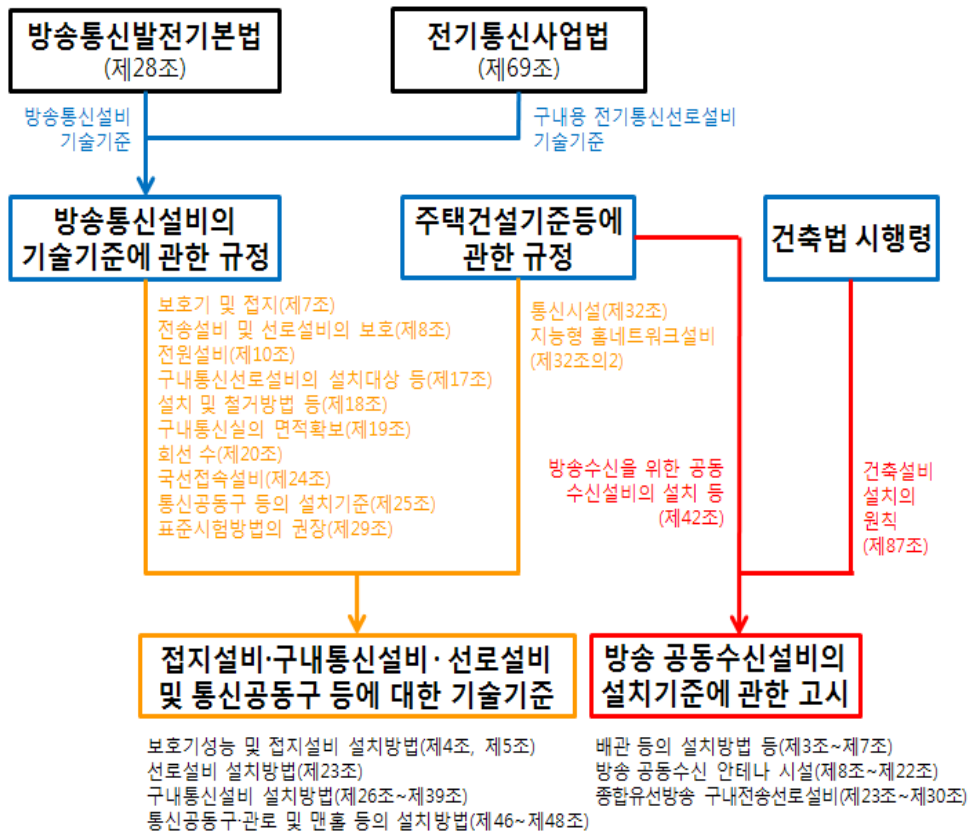 방송통신발전기본법
(제28조)
전기통신사업법
(제69조)
방송통신설비
기술기준
구내용 전기통신선로설비
기술기준
방송통신설비의
기술기준에 관한 규정
주택건설기준등에
관한 규정
건축법 시행령
보호기 및 접지(제7조)
전송설비 및 선로설비의 보호(제8조)
전원설비(제10조)
구내통신선로설비의 설치대상 등(제17조)
설치 및 철거방법 등(제18조)
구내통신실의 면적확보(제19조)
회선 수(제20조)
국선접속설비(제24조)
통신공동구 등의 설치기준(제25조)
표준시험방법의 권장(제29조)
통신시설(제32조)
지능형 홈네트워크설비
(제32조의2)
방송수신을 위한 공동
수신설비의 설치 등
(제42조)
건축설비
설치의
원칙
(제87조)
접지설비·구내통신설비·선로설비
및 통신공동구 등에 대한 기술기준
방송 공동수신설비의
설치기준에 관한 고시
보호기성능 및 접지설비 설치방법(제4조, 제5조)
선로설비 설치방법(제23조)
구내통신설비 설치방법(제26조~제39조)
통신공동구·관로 및 맨홀 등의 설치방법(제46~제48조)
배관 등의 설치방법 등(제3조~제7조)
방송 공동수신 안테나 시설(제8조~제22조)
종합유선방송 구내전송선로설비(제23조~제30조)